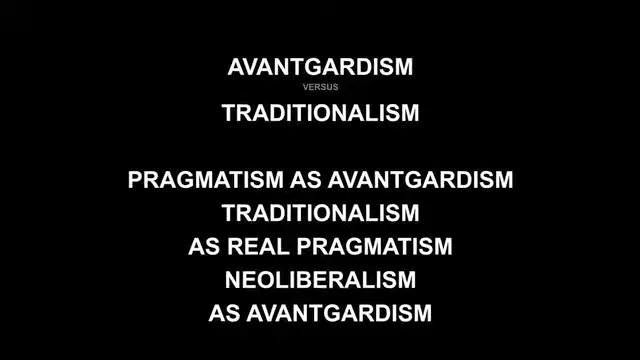 AVANTGARDISM
VERSUS
TRADITIONALISM
PRAGMATISM AS AVANTGARDISM
TRADITIONALISM
AS REAL PRAGMATISM
NEOLIBERALISM
AS AVANTGARDISM